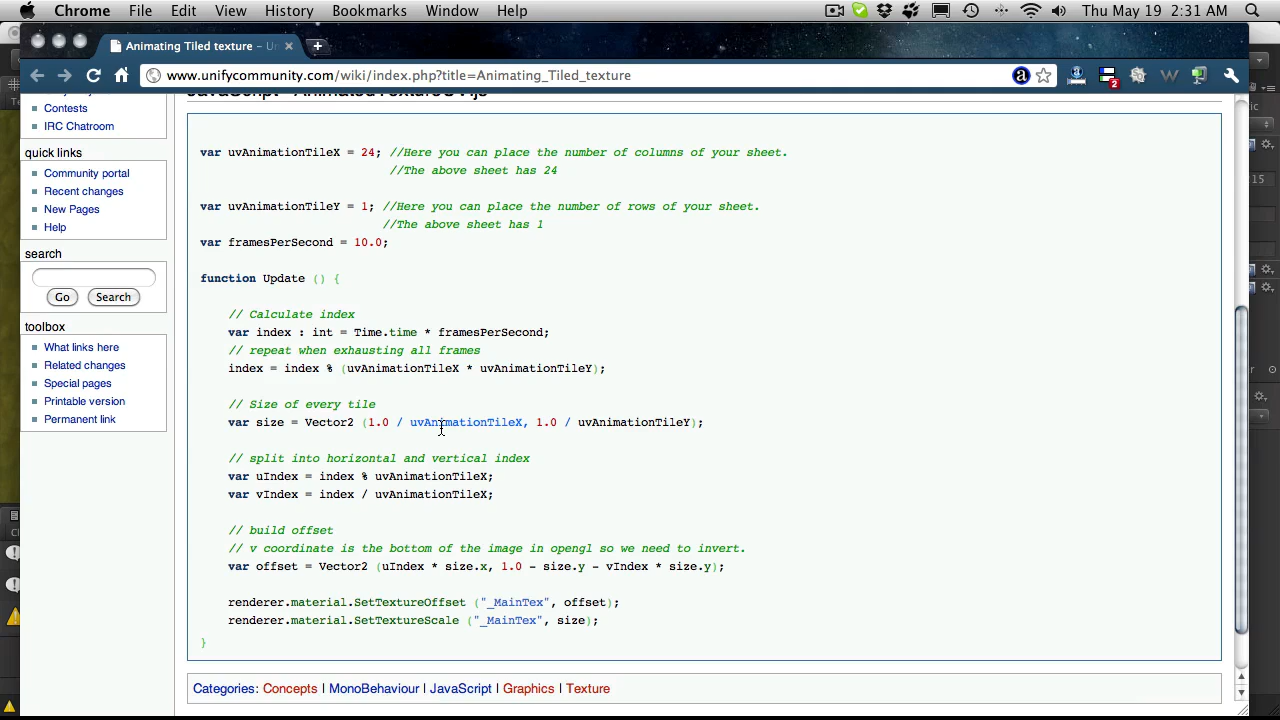 Chrome File Edit View History Bookmarks Window Help Thu May 19 2:31 AM
Animating Tiled texture – U
www.unifycommunity.com/wiki/index.php?title=Animating_Tiled_texture
2
Contests
IRC Chatroom
quick links
Community portal
Recent changes
New Pages
Help
search
Go Search
toolbox
What links here
Related changes
Special pages
Printable version
Permanent link
var uvAnimationTileX = 24; //Here you can place the number of columns of your sheet.
//The above sheet has 24
var uvAnimationTileY = 1; //Here you can place the number of rows of your sheet.
//The above sheet has 1
var framesPerSecond = 10.0;
function Update () {
// Calculate index
var index : int = Time.time * framesPerSecond;
// repeat when exhausting all frames
index = index % (uvAnimationTileX * uvAnimationTileY);
// Size of every tile
var size = Vector2 (1.0 / uvAnimationTileX, 1.0 / uvAnimationTileY);
// split into horizontal and vertical index
var uIndex = index % uvAnimationTileX;
var vIndex = index / uvAnimationTileX;
// build offset
// v coordinate is the bottom of the image in opengl so we need to invert.
var offset = Vector2 (uIndex * size.x, 1.0 - size.y - vIndex * size.y);
renderer.material.SetTextureOffset ("_MainTex", offset);
renderer.material.SetTextureScale ("_MainTex", size);
}
Categories: Concepts | MonoBehaviour | JavaScript | Graphics | Texture